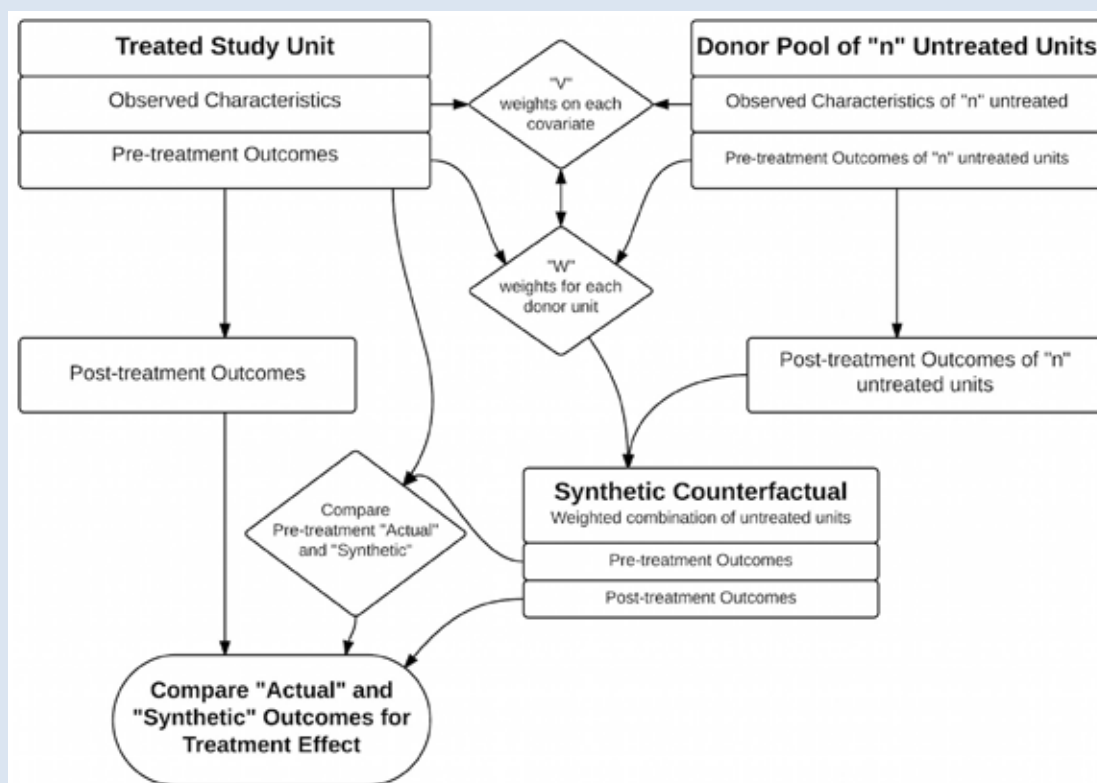 Treated Study Unit
Observed Characteristics
Pre-treatment Outcomes
"V"
weights on each
covariate
Donor Pool of "n" Untreated Units
Observed Characteristics of "n" untreated
Pre-treatment Outcomes of "n" untreated units
"W"
weights for each
donor unit
Post-treatment Outcomes
Post-treatment Outcomes of "n"
untreated units
Compare
Pre-treatment "Actual"
and "Synthetic"
Synthetic Counterfactual
Weighted combination of untreated units
Pre-treatment Outcomes
Post-treatment Outcomes
Compare "Actual" and
"Synthetic" Outcomes for
Treatment Effect